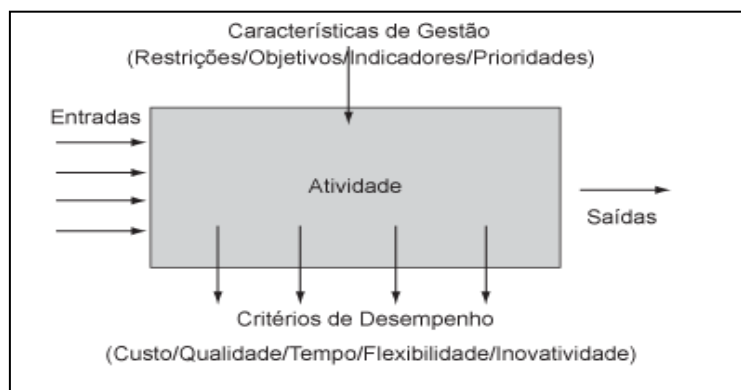 Características de Gestão
(Restrições/Objetivos/Indicadores/Prioridades)
Entradas
Atividade
Saídas
Critérios de Desempenho
(Custo/Qualidade/Tempo/Flexibilidade/Inovatividade)